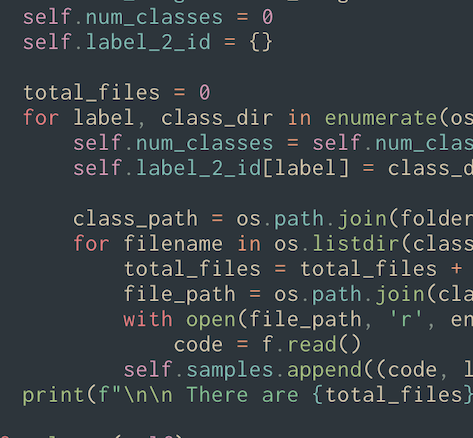 self.num_classes = 0
self.label_2_id = {}
total_files = 0
for label, class_dir in enumerate(os
self.num_classes = self.num_clas
self.label_2_id[label] = class_d
class_path = os.path.join(folder
for filename in os.listdir(class
total_files = total_files +
file_path = os.path.join(cla
with open(file_path, 'r', en
code = f.read()
self.samples.append((code, l
print(f"\n\n There are {total_files}